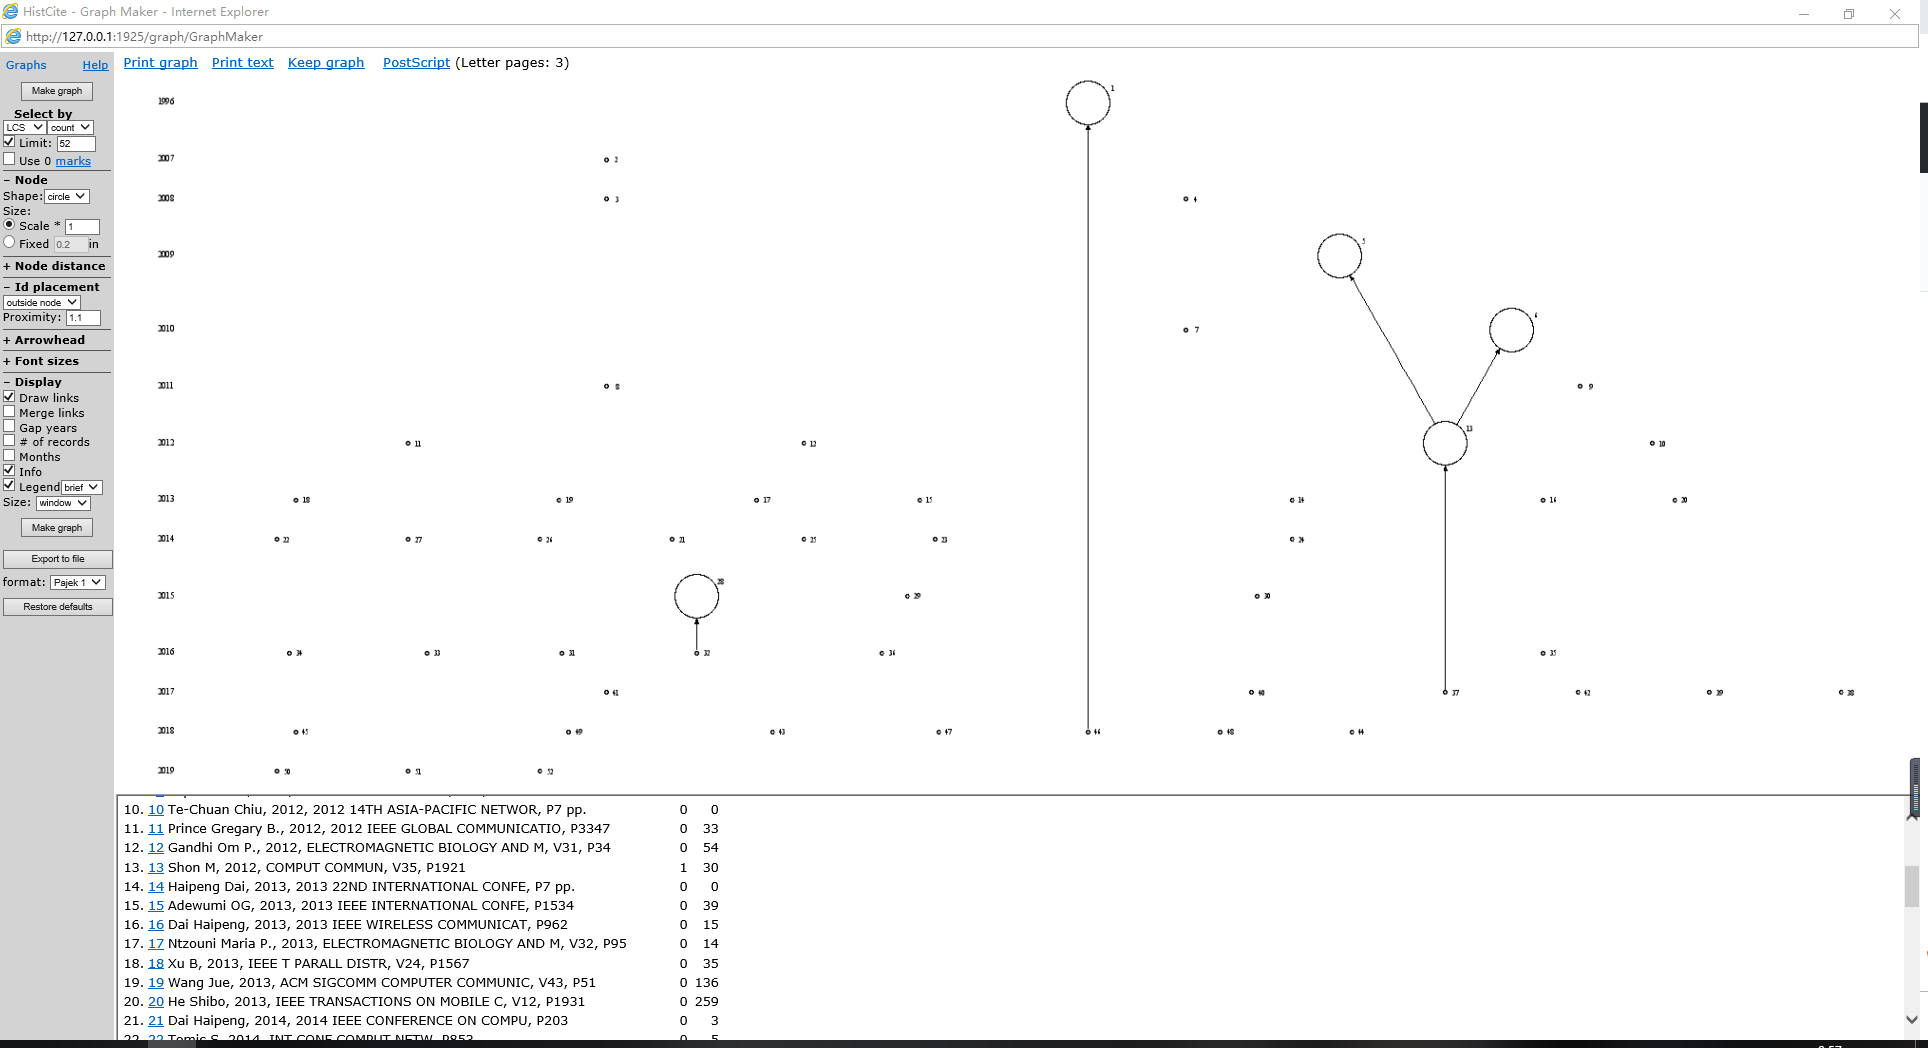 HistCite - Graph Maker - Internet Explorer
http://127.0.0.1:1925/graph/GraphMaker
Graphs Help
Make graph
Select by
LCS count
Limit: 52
Use 0 marks
− Node
Shape: circle
Size:
Scale * 1
Fixed 0.2 in
+ Node distance
− Id placement
outside node
Proximity: 1.1
+ Arrowhead
+ Font sizes
− Display
Draw links
Merge links
Gap years
# of records
Months
Info
Legend brief
Size: window
Make graph
Export to file
format: Pajek 1
Restore defaults
Print graph Print text Keep graph PostScript (Letter pages: 3)
1996 1
2007 2
2008 3 4
2009 5
2010 6 7
2011 8 9
2012 11 12 13 10
2013 18 19 17 15 14 16 20
2014 22 27 26 21 25 23 24
2015 28 29 30
2016 34 33 31 32 36 35
2017 41 40 37 42 39 38
2018 45 49 43 47 46 48 44
2019 50 51 52
10. 10 Te-Chuan Chiu, 2012, 2012 14TH ASIA-PACIFIC NETWOR, P7 pp. 0 0
11. 11 Prince Gregary B., 2012, 2012 IEEE GLOBAL COMMUNICATIO, P3347 0 33
12. 12 Gandhi Om P., 2012, ELECTROMAGNETIC BIOLOGY AND M, V31, P34 0 54
13. 13 Shon M, 2012, COMPUT COMMUN, V35, P1921 1 30
14. 14 Haipeng Dai, 2013, 2013 22ND INTERNATIONAL CONFE, P7 pp. 0 0
15. 15 Adewumi OG, 2013, 2013 IEEE INTERNATIONAL CONFE, P1534 0 39
16. 16 Dai Haipeng, 2013, 2013 IEEE WIRELESS COMMUNICAT, P962 0 15
17. 17 Ntzouni Maria P., 2013, ELECTROMAGNETIC BIOLOGY AND M, V32, P95 0 14
18. 18 Xu B, 2013, IEEE T PARALL DISTR, V24, P1567 0 35
19. 19 Wang Jue, 2013, ACM SIGCOMM COMPUTER COMMUNIC, V43, P51 0 136
20. 20 He Shibo, 2013, IEEE TRANSACTIONS ON MOBILE C, V12, P1931 0 259
21. 21 Dai Haipeng, 2014, 2014 IEEE CONFERENCE ON COMPU, P203 0 3
22. 22 Tomic S, 2014, INT CONF COMPUT NETW, P853 0 5